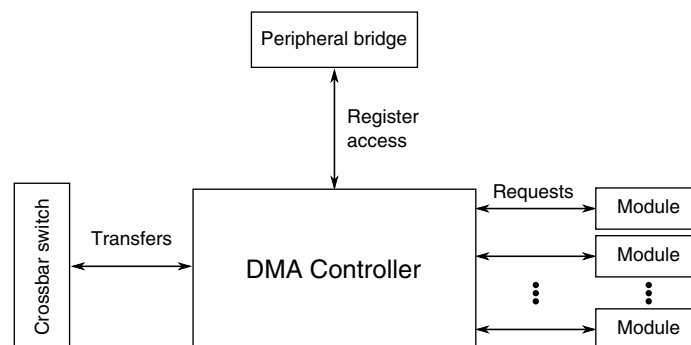 Peripheral bridge
Register
access
Crossbar switch
Transfers
DMA Controller
Requests
Module
Module
Module